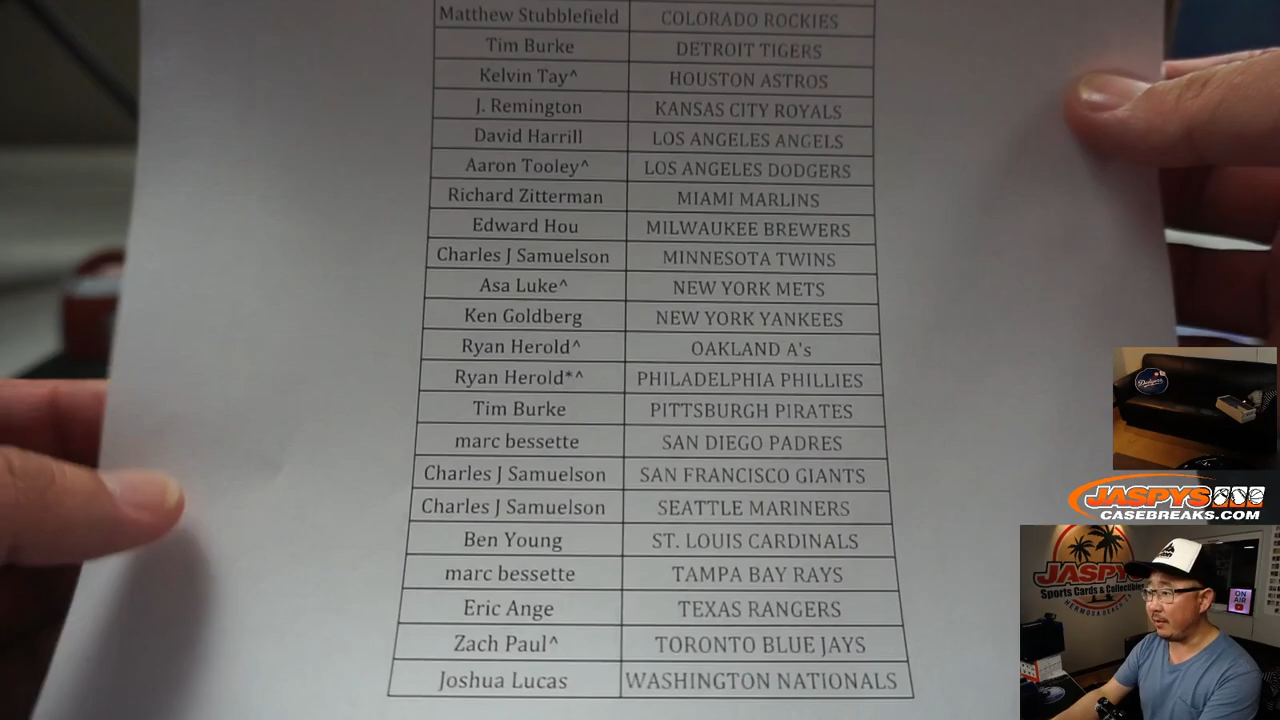 Matthew Stubblefield COLORADO ROCKIES
Tim Burke DETROIT TIGERS
Kelvin Tay^ HOUSTON ASTROS
J. Remington KANSAS CITY ROYALS
David Harrill LOS ANGELES ANGELS
Aaron Tooley^ LOS ANGELES DODGERS
Richard Zitterman MIAMI MARLINS
Edward Hou MILWAUKEE BREWERS
Charles J Samuelson MINNESOTA TWINS
Asa Luke^ NEW YORK METS
Ken Goldberg NEW YORK YANKEES
Ryan Herold^ OAKLAND A's
Ryan Herold*^ PHILADELPHIA PHILLIES
Tim Burke PITTSBURGH PIRATES
marc bessette SAN DIEGO PADRES
Charles J Samuelson SAN FRANCISCO GIANTS
Charles J Samuelson SEATTLE MARINERS
Ben Young ST. LOUIS CARDINALS
marc bessette TAMPA BAY RAYS
Eric Ange TEXAS RANGERS
Zach Paul^ TORONTO BLUE JAYS
Joshua Lucas WASHINGTON NATIONALS
Dodgers
JASPYS
CASEBREAKS.COM
JASPYS
Sports Cards & Collectibles
HERMOSA BEACH
ON AIR